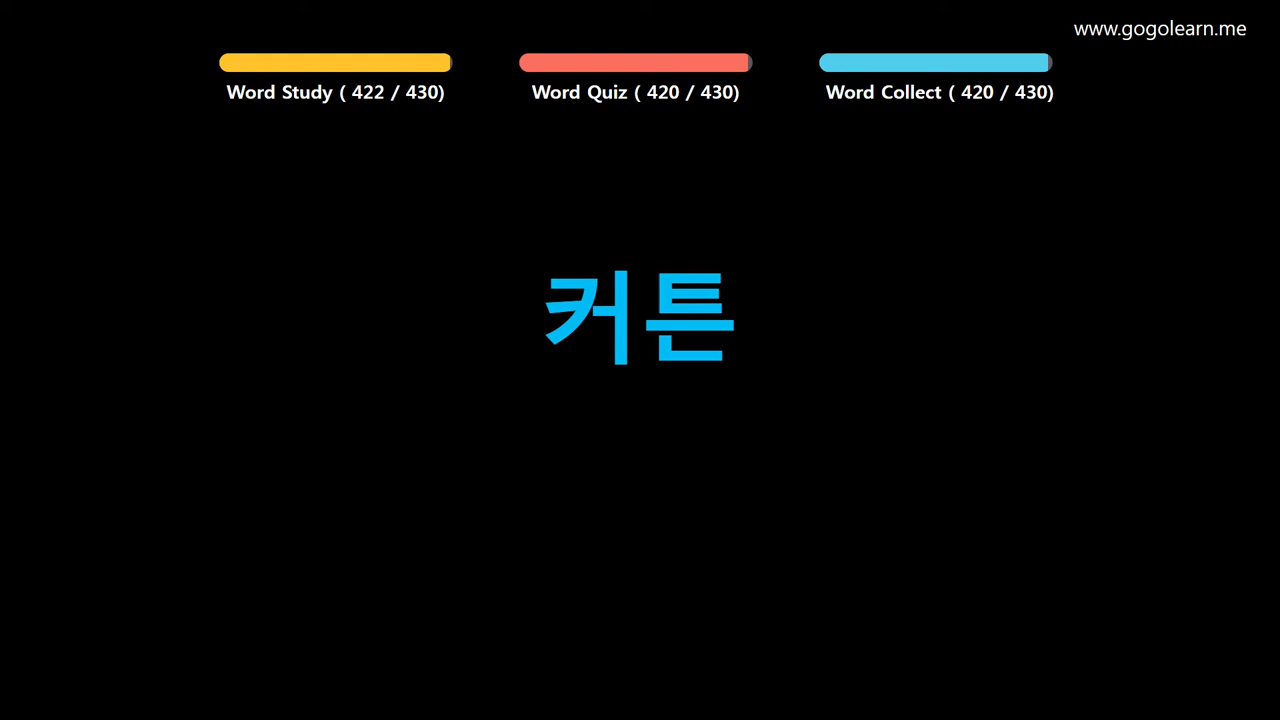 www.gogolearn.me
Word Study ( 422 / 430)
Word Quiz ( 420 / 430)
Word Collect ( 420 / 430)
커튼